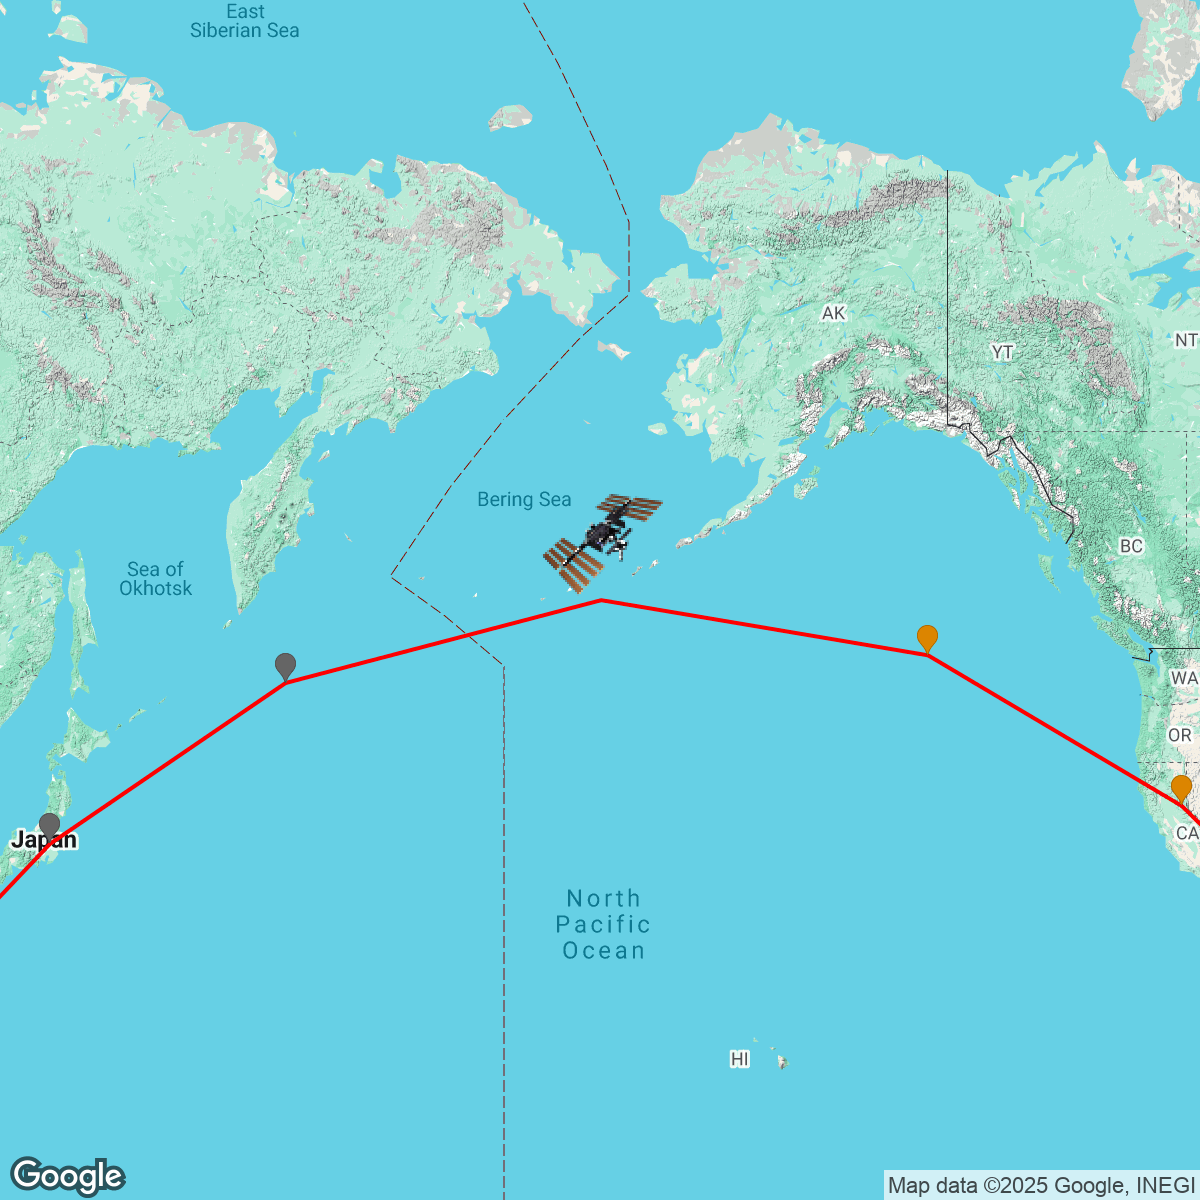 East
Siberian Sea
AK
YT
NT
Bering Sea
BC
Sea of
Okhotsk
WA
OR
Japan
CA
North
Pacific
Ocean
HI
Google
Map data ©2025 Google, INEGI